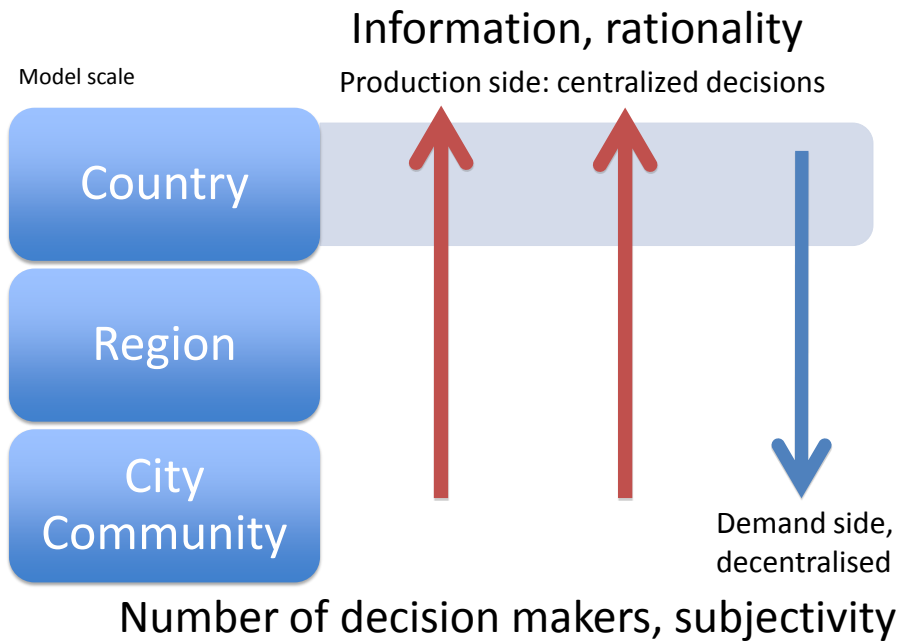 Information, rationality
Model scale
Production side: centralized decisions
Country
Region
City
Community
Demand side,
decentralised
Number of decision makers, subjectivity